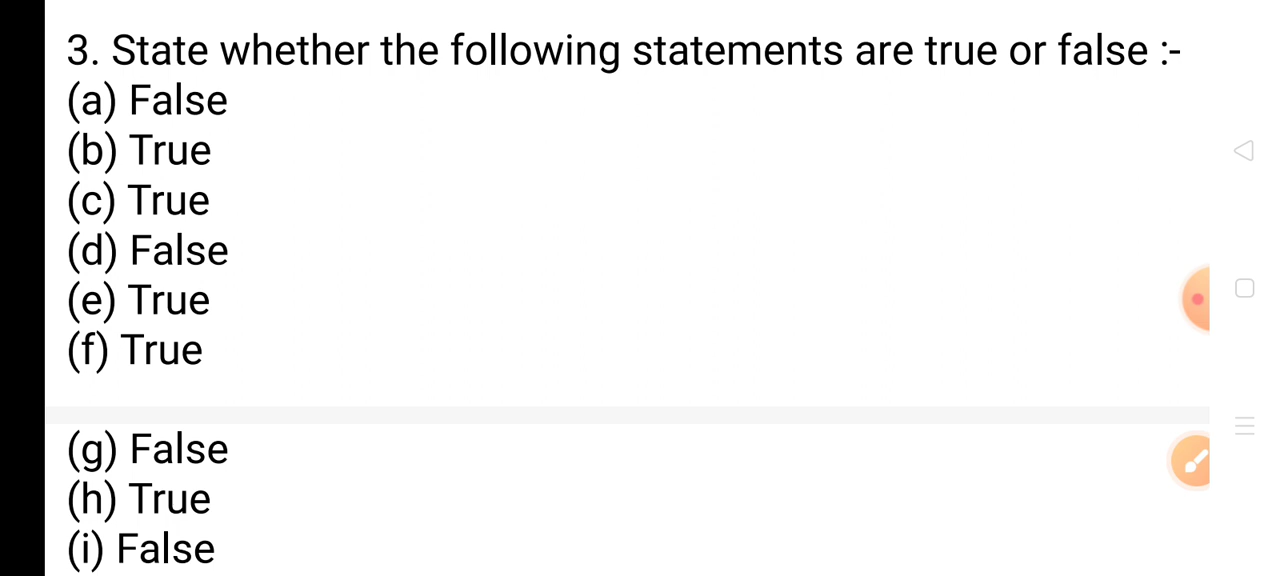 3. State whether the following statements are true or false :-
(a) False
(b) True
(c) True
(d) False
(e) True
(f) True
(g) False
(h) True
(i) False